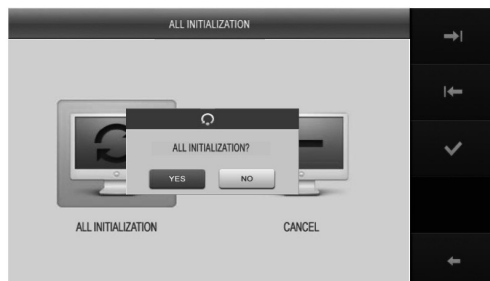 ALL INITIALIZATION
ALL INITIALIZATION?
YES NO
ALL INITIALIZATION CANCEL